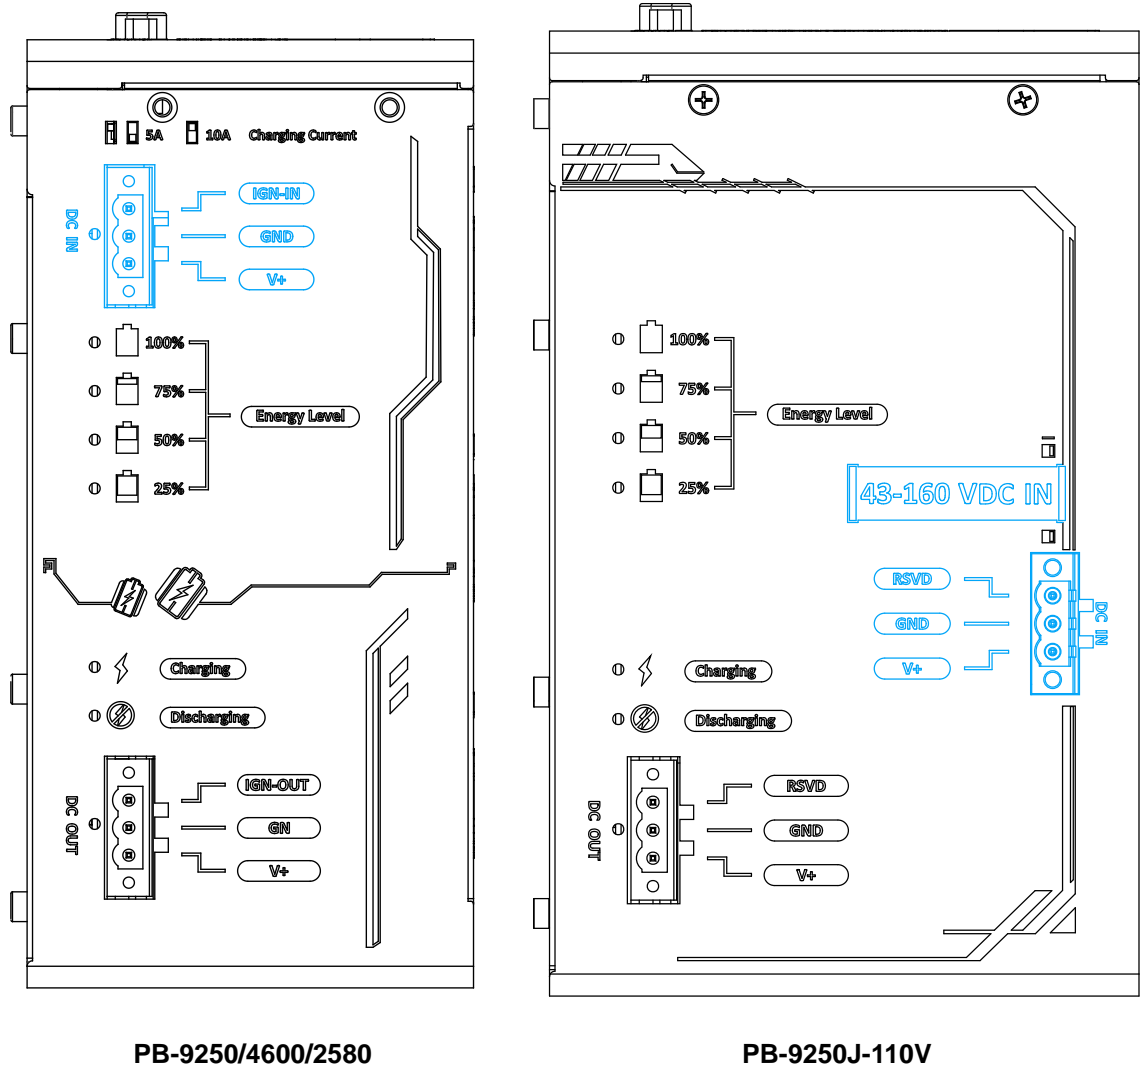 5A 10A Charging Current
IGN-IN
GND
V+
DC IN
100%
75%
50%
25%
Energy Level
Charging
Discharging
IGN-OUT
GN
V+
DC OUT
PB-9250/4600/2580
100%
75%
50%
25%
Energy Level
43-160 VDC IN
RSVD
GND
V+
DC IN
Charging
Discharging
RSVD
GND
V+
DC OUT
PB-9250J-110V